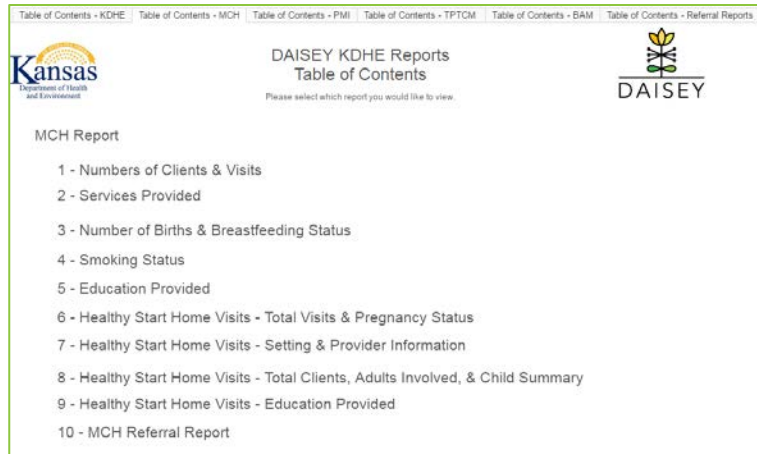 Table of Contents - KDHE Table of Contents - MCH Table of Contents - PMI Table of Contents - TPTCM Table of Contents - BAM Table of Contents - Referral Reports
Kansas
Department of Health
and Environment
DAISEY KDHE Reports
Table of Contents
Please select which report you would like to view.
DAISEY
MCH Report
1 - Numbers of Clients & Visits
2 - Services Provided
3 - Number of Births & Breastfeeding Status
4 - Smoking Status
5 - Education Provided
6 - Healthy Start Home Visits - Total Visits & Pregnancy Status
7 - Healthy Start Home Visits - Setting & Provider Information
8 - Healthy Start Home Visits - Total Clients, Adults Involved, & Child Summary
9 - Healthy Start Home Visits - Education Provided
10 - MCH Referral Report